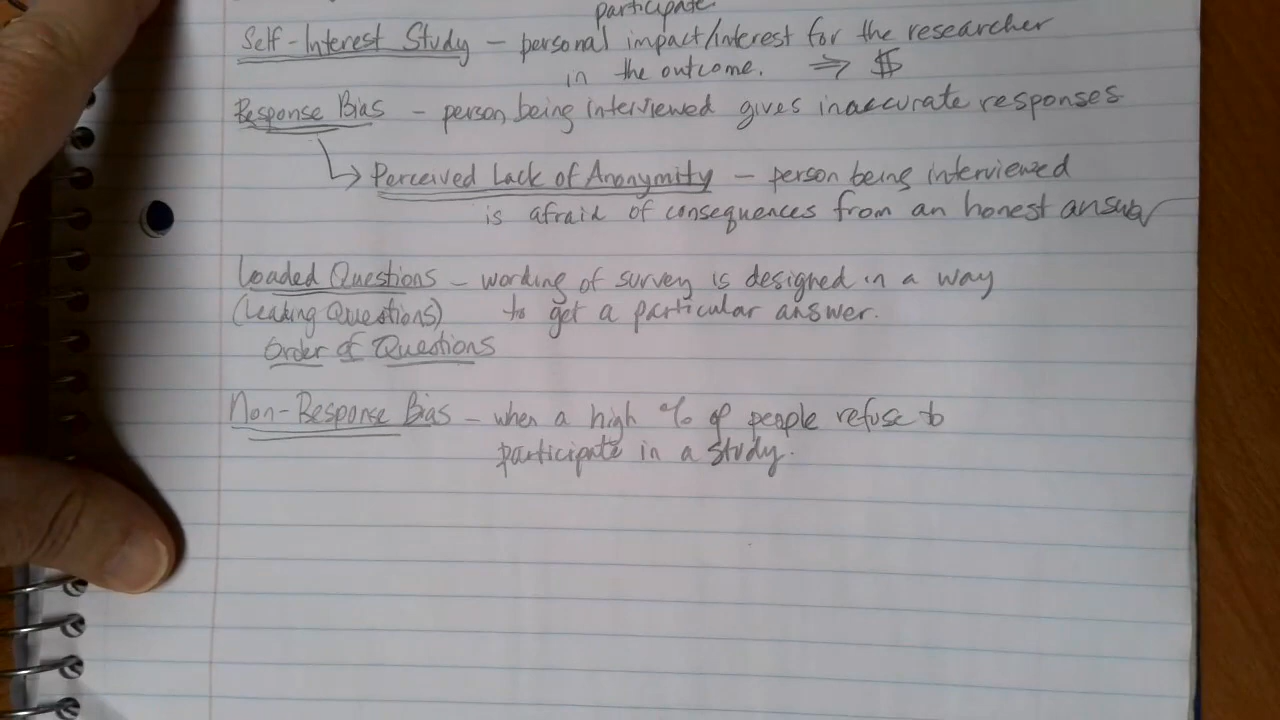 participate
Self-Interest Study – personal impact/interest for the researcher
in the outcome. ⇒ $
Response Bias – person being interviewed gives inaccurate responses
↳ Perceived Lack of Anonymity – person being interviewed
is afraid of consequences from an honest answer
Loaded Questions – wording of survey is designed in a way
(Leading Questions) to get a particular answer.
Order of Questions
Non-Response Bias – when a high % of people refuse to
participate in a study.